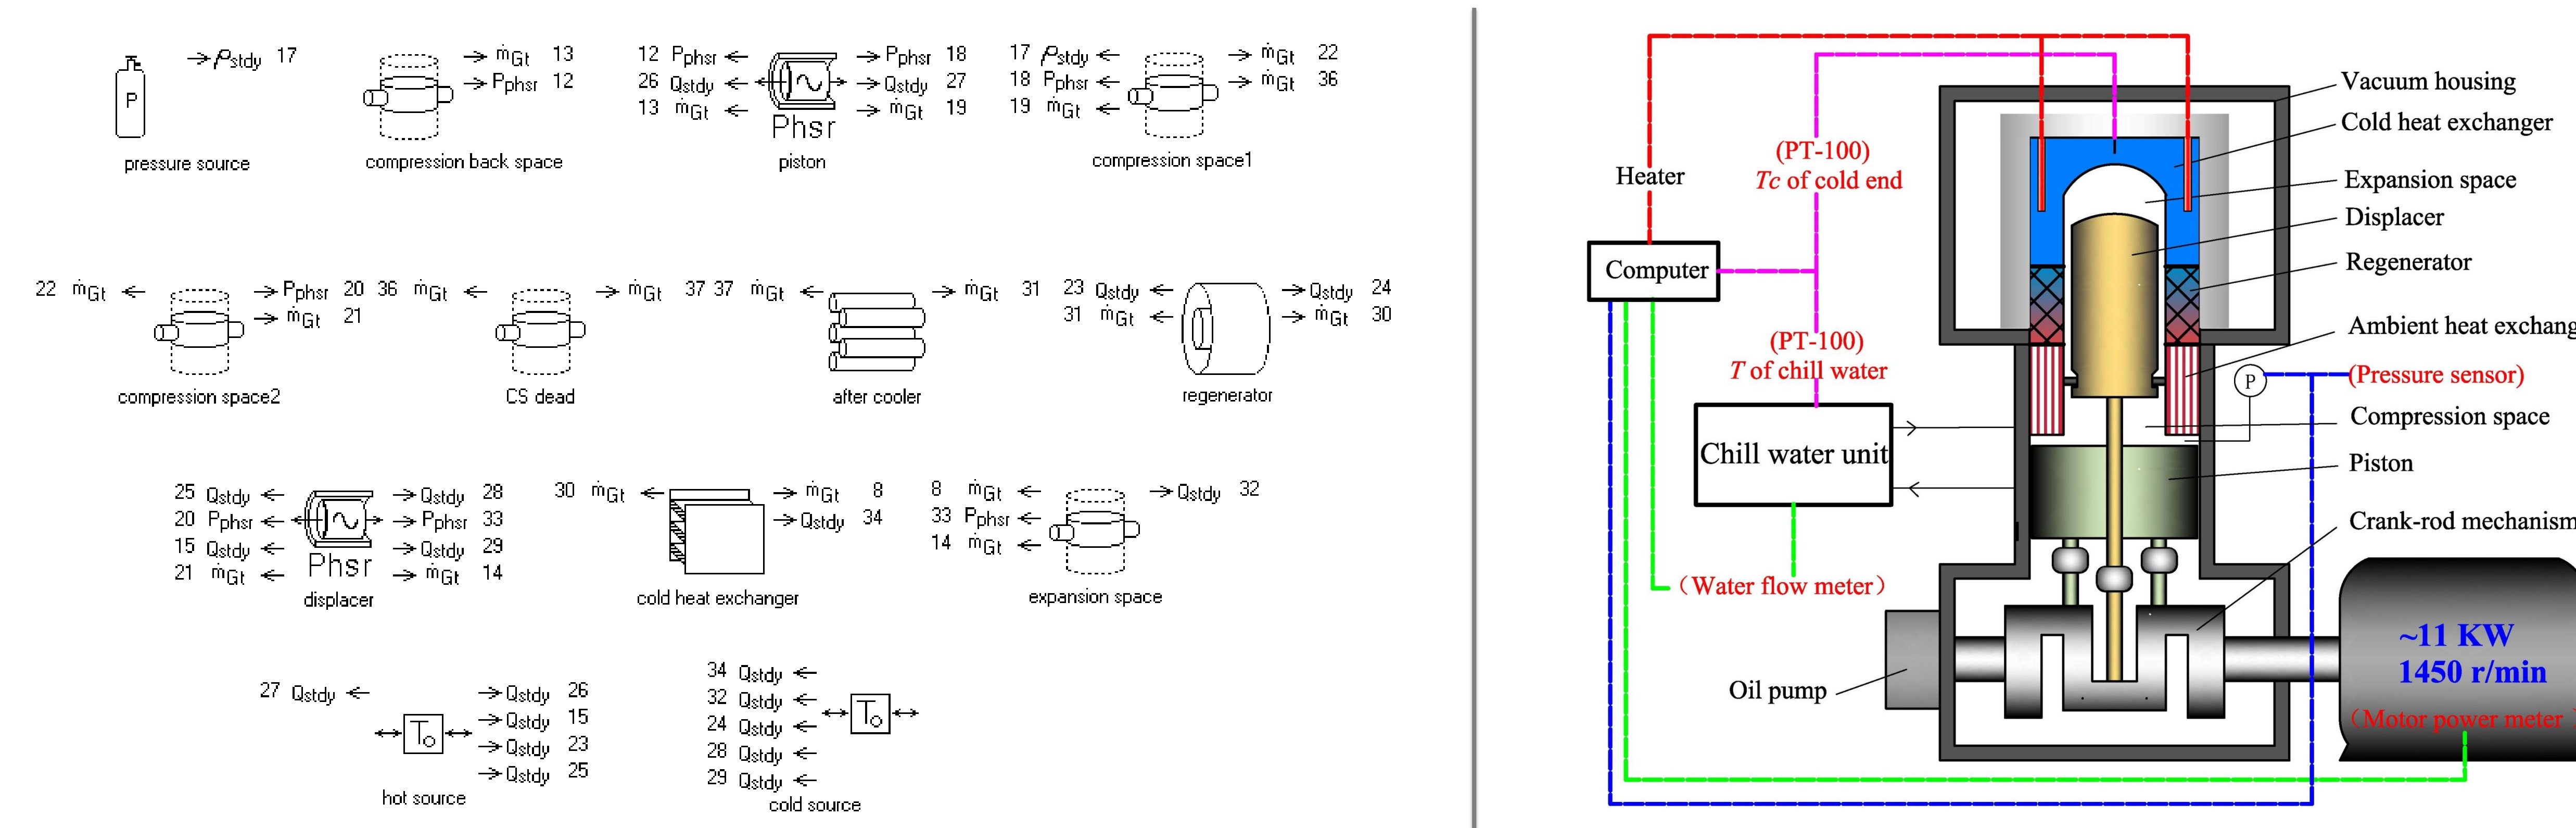 →ρstdy 17
P
pressure source
→ṁGt 13
→Pphsr 12
compression back space
12 Pphsr ←
26 Qstdy ←
13 ṁGt ←
→Pphsr 18
→Qstdy 27
→ṁGt 19
Phsr
piston
17 ρstdy ←
18 Pphsr ←
19 ṁGt ←
→ṁGt 22
→ṁGt 36
compression space1
22 ṁGt ←
→Pphsr 20
→ṁGt 21
compression space2
36 ṁGt ←
→ṁGt 37
CS dead
37 ṁGt ←
→ṁGt 31
after cooler
23 Qstdy ←
31 ṁGt ←
→Qstdy 24
→ṁGt 30
regenerator
25 Qstdy ←
20 Pphsr ←
15 Qstdy ←
21 ṁGt ←
→Qstdy 28
→Pphsr 33
→Qstdy 29
→ṁGt 14
Phsr
displacer
30 ṁGt ←
→ṁGt 8
→Qstdy 34
cold heat exchanger
8 ṁGt ←
33 Pphsr ←
14 ṁGt ←
→Qstdy 32
expansion space
27 Qstdy ←
To
→Qstdy 26
→Qstdy 15
→Qstdy 23
→Qstdy 25
hot source
34 Qstdy ←
32 Qstdy ←
24 Qstdy ←
28 Qstdy ←
29 Qstdy ←
To
cold source
Heater
(PT-100)
Tc of cold end
Computer
(PT-100)
T of chill water
Chill water unit
(Water flow meter)
Oil pump
Vacuum housing
Cold heat exchanger
Expansion space
Displacer
Regenerator
Ambient heat exchang
P
(Pressure sensor)
Compression space
Piston
Crank-rod mechanism
~11 KW
1450 r/min
(Motor power meter)